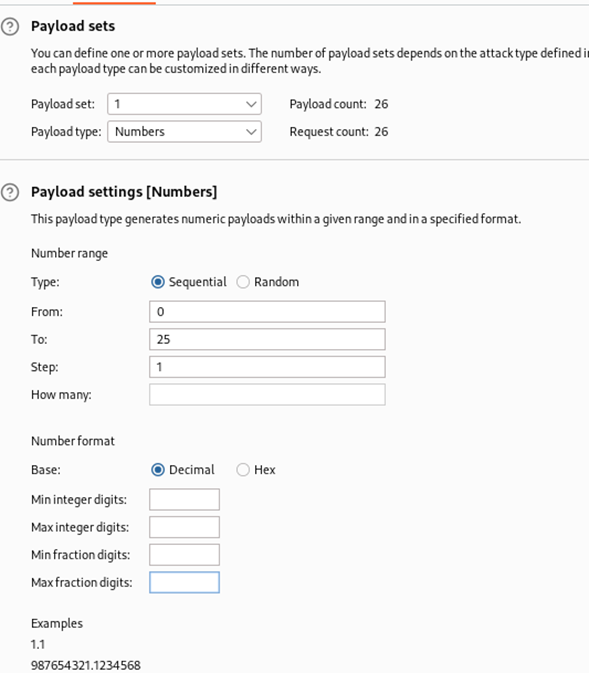 Payload sets
You can define one or more payload sets. The number of payload sets depends on the attack type defined i
each payload type can be customized in different ways.
Payload set: 1 Payload count: 26
Payload type: Numbers Request count: 26
Payload settings [Numbers]
This payload type generates numeric payloads within a given range and in a specified format.
Number range
Type: Sequential Random
From: 0
To: 25
Step: 1
How many:
Number format
Base: Decimal Hex
Min integer digits:
Max integer digits:
Min fraction digits:
Max fraction digits:
Examples
1.1
987654321.1234568